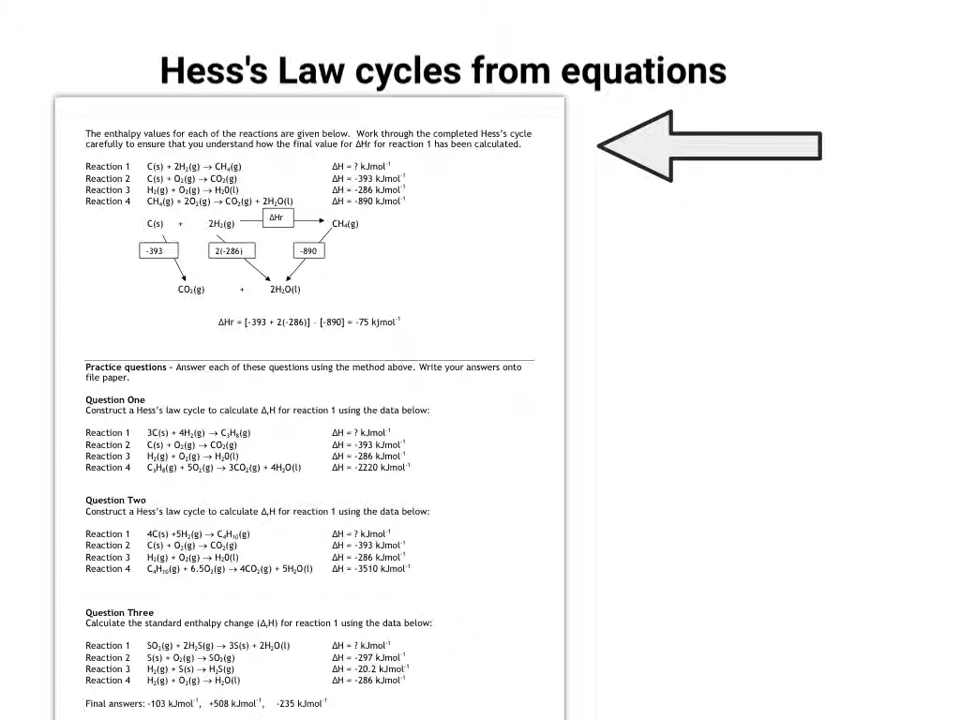 Hess's Law cycles from equations
The enthalpy values for each of the reactions are given below. Work through the completed Hess's cycle
carefully to ensure that you understand how the final value for ΔHr for reaction 1 has been calculated.
Reaction 1 C(s) + 2H₂(g) → CH₄(g) ΔH = ? kJmol⁻¹
Reaction 2 C(s) + O₂(g) → CO₂(g) ΔH = -393 kJmol⁻¹
Reaction 3 H₂(g) + O₂(g) → H₂0(l) ΔH = -286 kJmol⁻¹
Reaction 4 CH₄(g) + 2O₂(g) → CO₂(g) + 2H₂O(l) ΔH = -890 kJmol⁻¹
ΔHr
C(s) + 2H₂(g) CH₄(g)
-393 2(-286) -890
CO₂(g) + 2H₂O(l)
ΔHr = [-393 + 2(-286)] - [-890] = -75 kjmol⁻¹
Practice questions - Answer each of these questions using the method above. Write your answers onto
file paper.
Question One
Construct a Hess's law cycle to calculate ΔᵣH for reaction 1 using the data below:
Reaction 1 3C(s) + 4H₂(g) → C₃H₈(g) ΔH = ? kJmol⁻¹
Reaction 2 C(s) + O₂(g) → CO₂(g) ΔH = -393 kJmol⁻¹
Reaction 3 H₂(g) + O₂(g) → H₂0(l) ΔH = -286 kJmol⁻¹
Reaction 4 C₃H₈(g) + 5O₂(g) → 3CO₂(g) + 4H₂O(l) ΔH = -2220 kJmol⁻¹
Question Two
Construct a Hess's law cycle to calculate ΔᵣH for reaction 1 using the data below:
Reaction 1 4C(s) +5H₂(g) → C₄H₁₀(g) ΔH = ? kJmol⁻¹
Reaction 2 C(s) + O₂(g) → CO₂(g) ΔH = -393 kJmol⁻¹
Reaction 3 H₂(g) + O₂(g) → H₂0(l) ΔH = -286 kJmol⁻¹
Reaction 4 C₄H₁₀(g) + 6.5O₂(g) → 4CO₂(g) + 5H₂O(l) ΔH = -3510 kJmol⁻¹
Question Three
Calculate the standard enthalpy change (ΔᵣH) for reaction 1 using the data below:
Reaction 1 SO₂(g) + 2H₂S(g) → 3S(s) + 2H₂O(l) ΔH = ? kJmol⁻¹
Reaction 2 S(s) + O₂(g) → SO₂(g) ΔH = -297 kJmol⁻¹
Reaction 3 H₂(g) + S(s) → H₂S(g) ΔH = -20.2 kJmol⁻¹
Reaction 4 H₂(g) + O₂(g) → H₂O(l) ΔH = -286 kJmol⁻¹
Final answers: -103 kJmol⁻¹, +508 kJmol⁻¹, -235 kJmol⁻¹